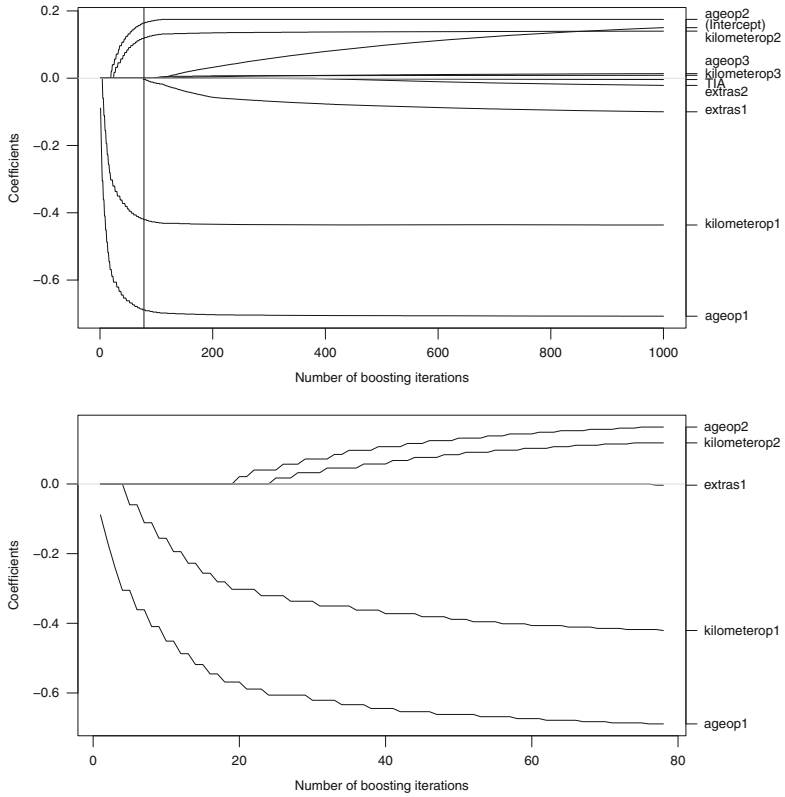 0.2
0.0
−0.2
−0.4
−0.6
Coefficients
ageop2
(Intercept)
kilometerop2
ageop3
kilometerop3
TIA
extras2
extras1
kilometerop1
ageop1
0 200 400 600 800 1000
Number of boosting iterations
0.0
−0.2
−0.4
−0.6
Coefficients
ageop2
kilometerop2
extras1
kilometerop1
ageop1
0 20 40 60 80
Number of boosting iterations